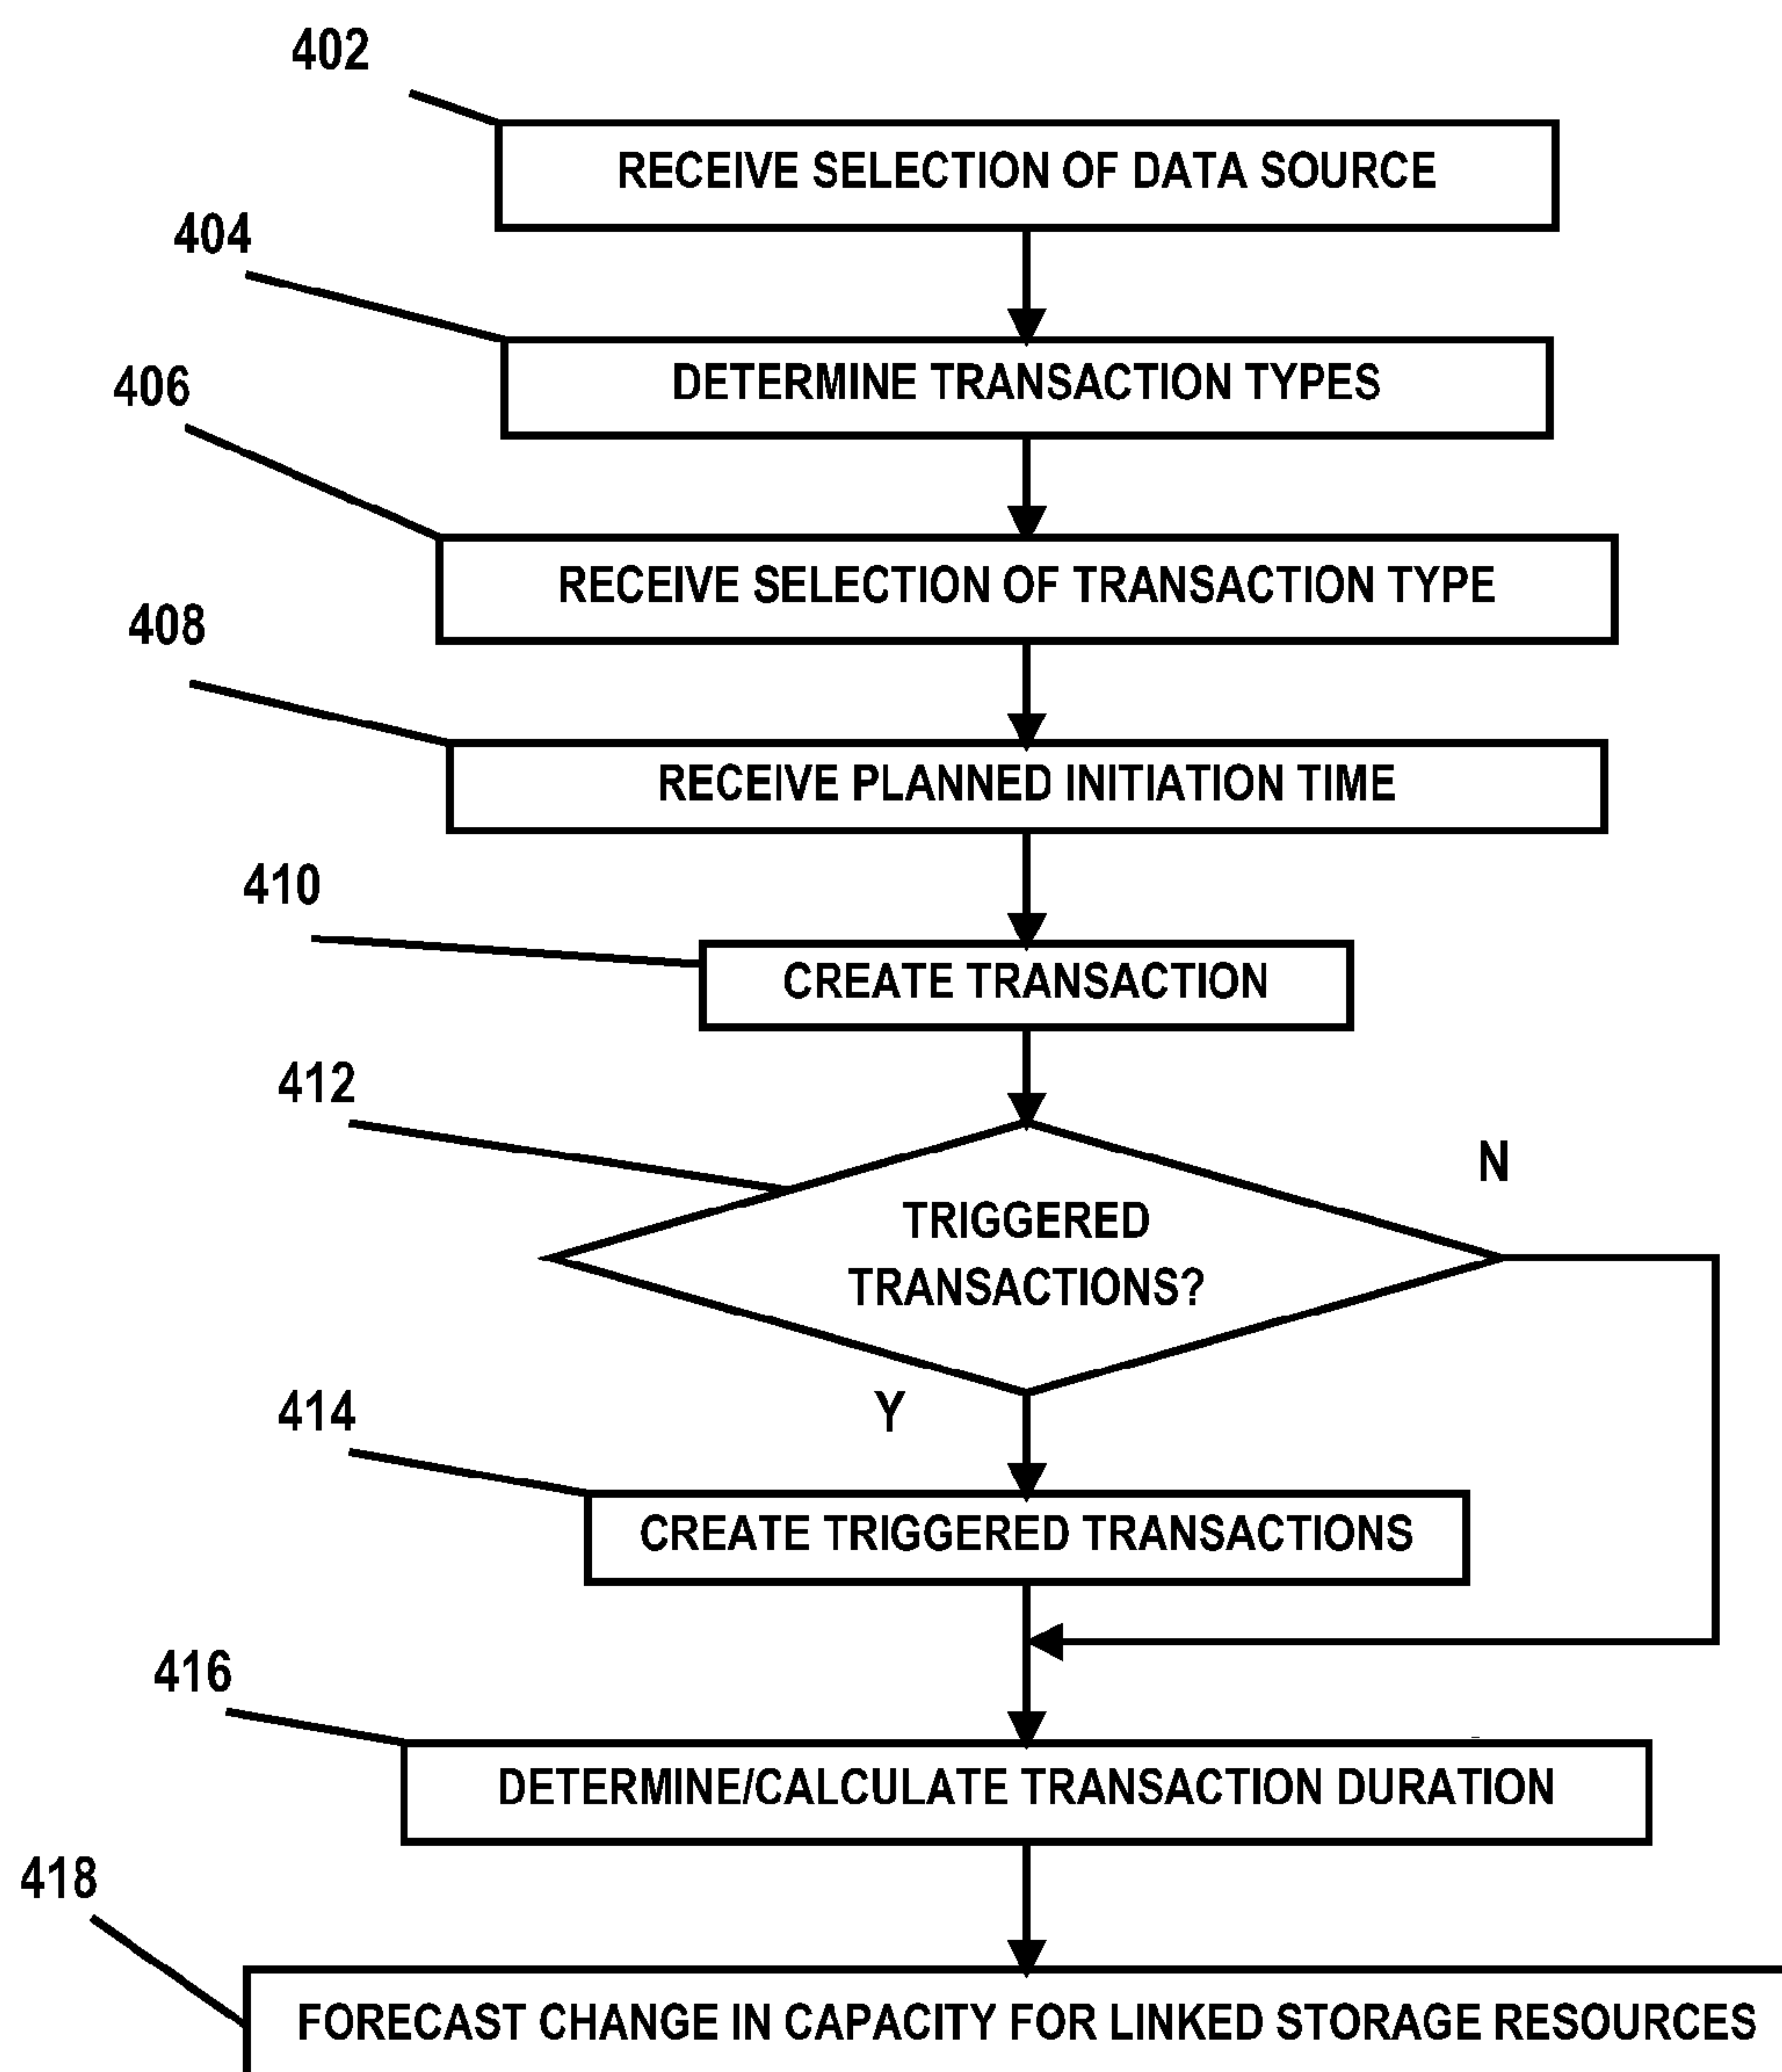 402
RECEIVE SELECTION OF DATA SOURCE
404
DETERMINE TRANSACTION TYPES
406
RECEIVE SELECTION OF TRANSACTION TYPE
408
RECEIVE PLANNED INITIATION TIME
410
CREATE TRANSACTION
412
N
TRIGGERED
TRANSACTIONS?
Y
414
CREATE TRIGGERED TRANSACTIONS
416
DETERMINE/CALCULATE TRANSACTION DURATION
418
FORECAST CHANGE IN CAPACITY FOR LINKED STORAGE RESOURCES